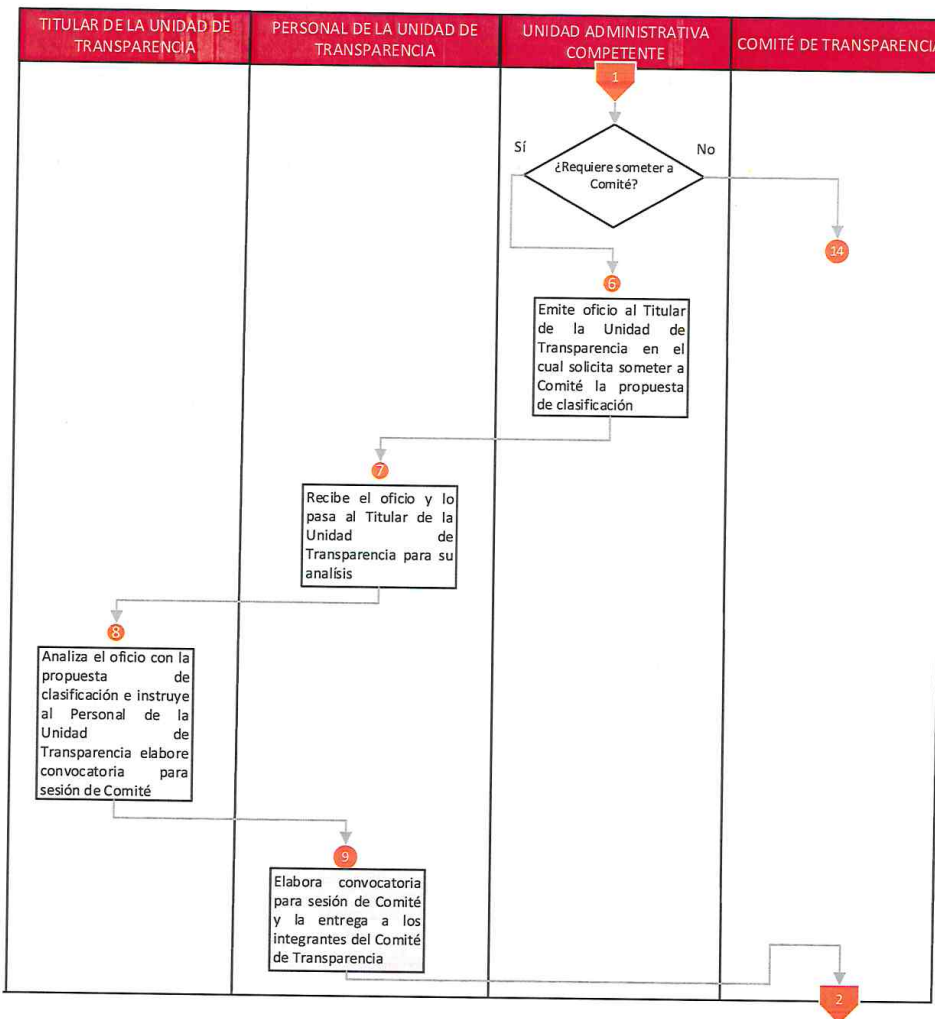 TITULAR DE LA UNIDAD DE
TRANSPARENCIA
PERSONAL DE LA UNIDAD DE
TRANSPARENCIA
UNIDAD ADMINISTRATIVA
COMPETENTE
COMITÉ DE TRANSPARENCIA
1
Sí
No
¿Requiere someter a
Comité?
14
6
Emite oficio al Titular
de la Unidad de
Transparencia en el
cual solicita someter a
Comité la propuesta
de clasificación
7
Recibe el oficio y lo
pasa al Titular de la
Unidad de
Transparencia para su
analísis
8
Analiza el oficio con la
propuesta de
clasificación e instruye
al Personal de la
Unidad de
Transparencia elabore
convocatoria para
sesión de Comité
9
Elabora convocatoria
para sesión de Comité
y la entrega a los
integrantes del Comité
de Transparencia
2